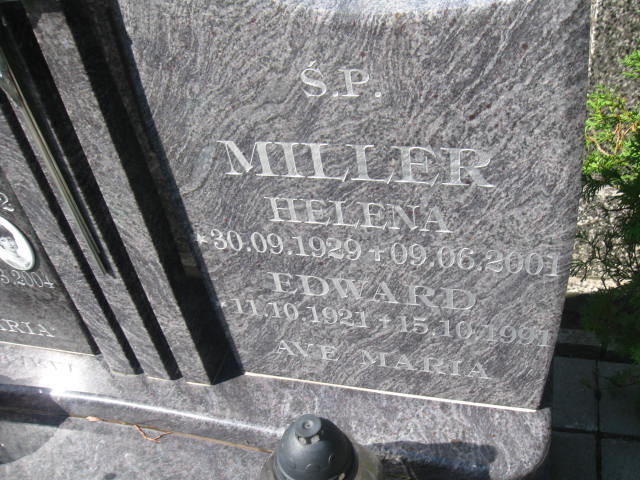 Ś.P.
MILLER
HELENA
* 30.09.1929 + 09.06.2001
EDWARD
* 11.10.1921 + 15.10.1991
AVE MARIA